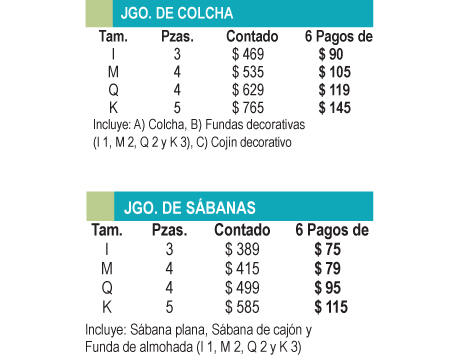 JGO. DE COLCHA
Tam. Pzas. Contado 6 Pagos de
I 3 $ 469 $ 90
M 4 $ 535 $ 105
Q 4 $ 629 $ 119
K 5 $ 765 $ 145
Incluye: A) Colcha, B) Fundas decorativas
(I 1, M 2, Q 2 y K 3), C) Cojín decorativo
JGO. DE SÁBANAS
Tam. Pzas. Contado 6 Pagos de
I 3 $ 389 $ 75
M 4 $ 415 $ 79
Q 4 $ 499 $ 95
K 5 $ 585 $ 115
Incluye: Sábana plana, Sábana de cajón y
Funda de almohada (I 1, M 2, Q 2 y K 3)